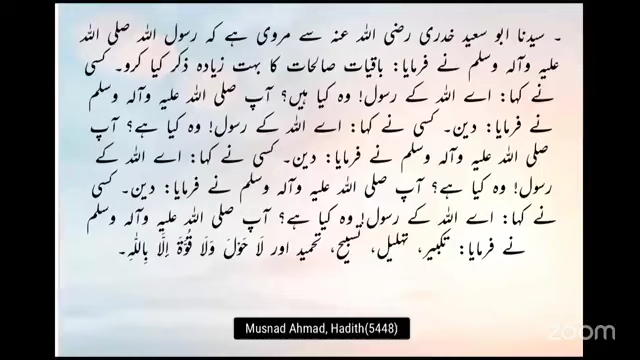 ۔ سیدنا ابو سعید خدری رضی اللہ عنہ سے مروی ہے کہ رسول اللہ صلی اللہ
علیہ وآلہ وسلم نے فرمایا: باقیات صالحات کا بہت زیادہ ذکر کیا کرو۔ کسی
نے کہا: اے اللہ کے رسول! وہ کیا ہیں؟ آپ صلی اللہ علیہ وآلہ وسلم
نے فرمایا: دین۔ کسی نے کہا: اے اللہ کے رسول! وہ کیا ہے؟ آپ
صلی اللہ علیہ وآلہ وسلم نے فرمایا: دین۔ کسی نے کہا: اے اللہ کے
رسول! وہ کیا ہے؟ آپ صلی اللہ علیہ وآلہ وسلم نے فرمایا: دین۔ کسی
نے کہا: اے اللہ کے رسول! وہ کیا ہے؟ آپ صلی اللہ علیہ وآلہ وسلم
نے فرمایا: تکبیر، تہلیل، تسبیح، تحمید اور لَا حَوْلَ وَلَا قُوَّۃَ اِلَّا بِاللّٰہِ۔
Musnad Ahmad, Hadith(5448)
zoom